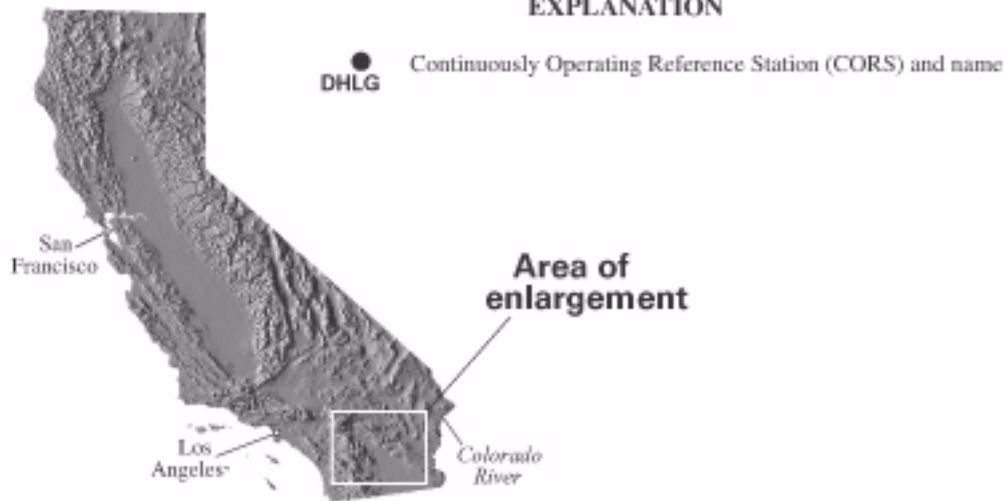 EXPLANATION
DHLG
Continuously Operating Reference Station (CORS) and name
San
Francisco
Area of
enlargement
Los
Angeles
Colorado
River